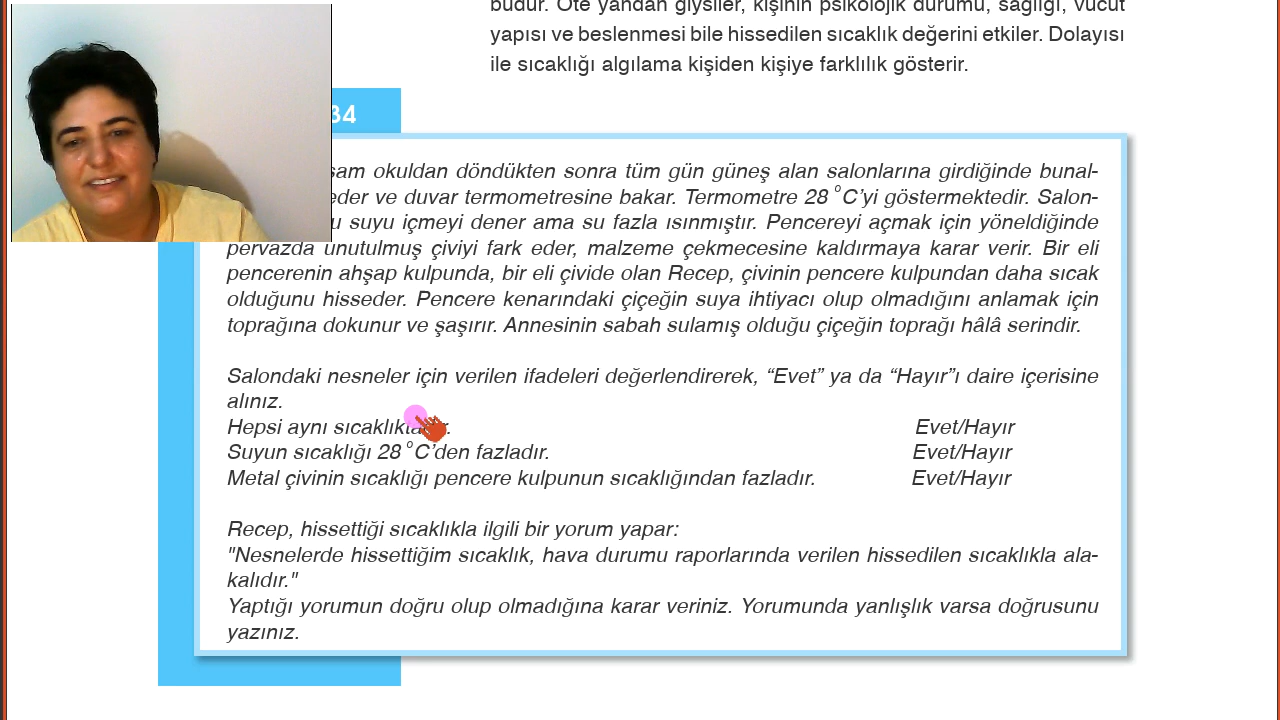 budur. Öte yandan giysiler, kişinin psikolojik durumu, sağlığı, vücut
yapısı ve beslenmesi bile hissedilen sıcaklık değerini etkiler. Dolayısı
ile sıcaklığı algılama kişiden kişiye farklılık gösterir.
34
okuldan döndükten sonra tüm gün güneş alan salonlarına girdiğinde bunal-
eder ve duvar termometresine bakar. Termometre 28 °C'yi göstermektedir. Salon-
suyu içmeyi dener ama su fazla ısınmıştır. Pencereyi açmak için yöneldiğinde
pervazda unutulmuş çiviyi fark eder, malzeme çekmecesine kaldırmaya karar verir. Bir eli
pencerenin ahşap kulpunda, bir eli çivide olan Recep, çivinin pencere kulpundan daha sıcak
olduğunu hisseder. Pencere kenarındaki çiçeğin suya ihtiyacı olup olmadığını anlamak için
toprağına dokunur ve şaşırır. Annesinin sabah sulamış olduğu çiçeğin toprağı hâlâ serindir.
Salondaki nesneler için verilen ifadeleri değerlendirerek, “Evet” ya da “Hayır”ı daire içerisine
alınız.
Hepsi aynı sıcaklıktadır. Evet/Hayır
Suyun sıcaklığı 28 °C'den fazladır. Evet/Hayır
Metal çivinin sıcaklığı pencere kulpunun sıcaklığından fazladır. Evet/Hayır
Recep, hissettiği sıcaklıkla ilgili bir yorum yapar:
"Nesnelerde hissettiğim sıcaklık, hava durumu raporlarında verilen hissedilen sıcaklıkla ala-
kalıdır."
Yaptığı yorumun doğru olup olmadığına karar veriniz. Yorumunda yanlışlık varsa doğrusunu
yazınız.